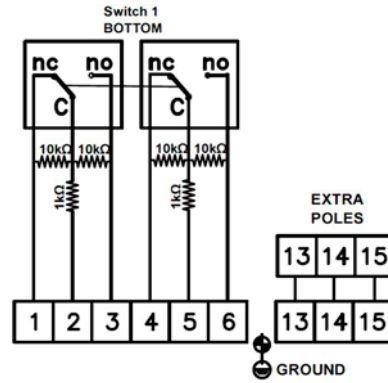 Switch 1
BOTTOM
nc no nc no
C C
10kΩ 10kΩ 10kΩ 10kΩ
1kΩ 1kΩ
EXTRA
POLES
13 14 15
1 2 3 4 5 6 13 14 15
GROUND